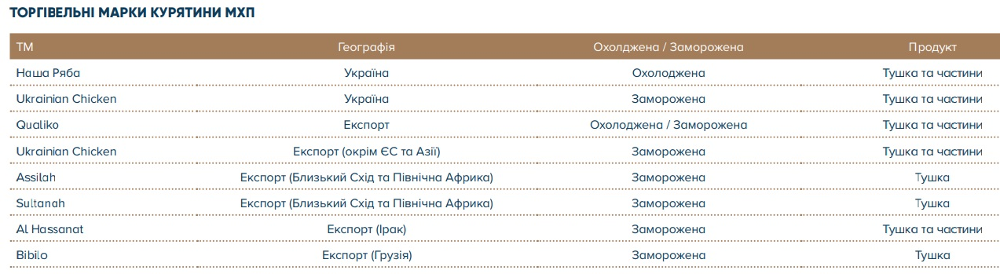 ТОРГІВЕЛЬНІ МАРКИ КУРЯТИНИ МХП
ТМ Географія Охолджена / Заморожена Продукт
Наша Ряба Україна Охолоджена Тушка та частини
Ukrainian Chicken Україна Заморожена Тушка та частини
Qualiko Експорт Охолоджена / Заморожена Тушка та частини
Ukrainian Chicken Експорт (окрім ЄС та Азії) Заморожена Тушка та частини
Assilah Експорт (Близький Схід та Північна Африка) Заморожена Тушка
Sultanah Експорт (Близький Схід та Північна Африка) Заморожена Тушка
Al Hassanat Експорт (Ірак) Заморожена Тушка та частини
Bibilo Експорт (Грузія) Заморожена Тушка